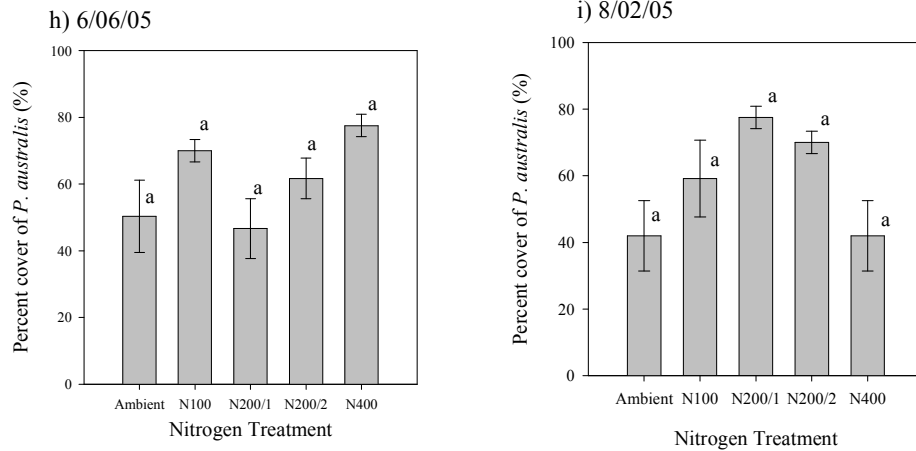 h) 6/06/05
Percent cover of P. australis (%)
100
80
60
40
20
0
a
a
a
a
a
Ambient N100 N200/1 N200/2 N400
Nitrogen Treatment
i) 8/02/05
Percent cover of P. australis (%)
100
80
60
40
20
0
a
a
a
a
a
Ambient N100 N200/1 N200/2 N400
Nitrogen Treatment